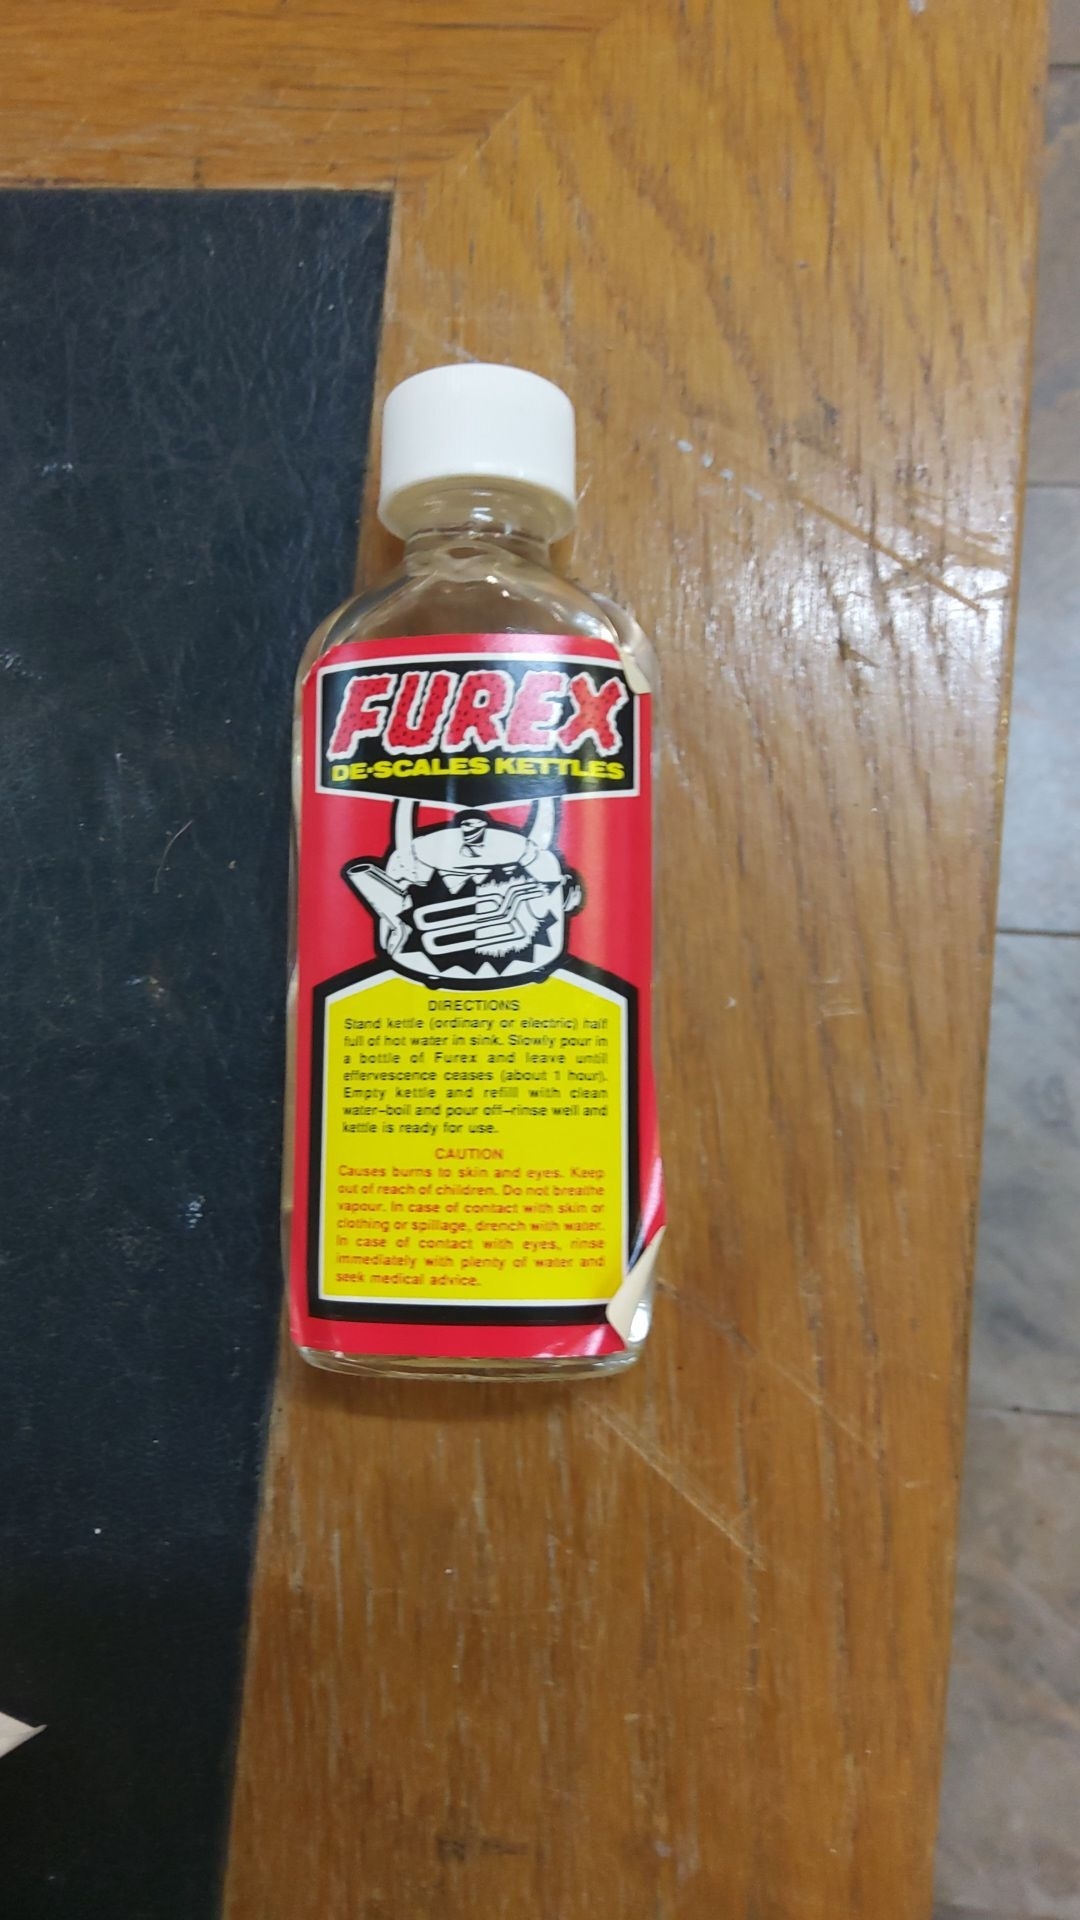 FUREX
DE-SCALES KETTLES
DIRECTIONS
Stand kettle (ordinary or electric) half
full of hot water in sink. Slowly pour in
a bottle of Furex and leave until
effervescence ceases (about 1 hour).
Empty kettle and refill with clean
water–boil and pour off–rinse well and
kettle is ready for use.
CAUTION
Causes burns to skin and eyes. Keep
out of reach of children. Do not breathe
vapour. In case of contact with skin or
clothing or spillage, drench with water.
In case of contact with eyes, rinse
immediately with plenty of water and
seek medical advice.